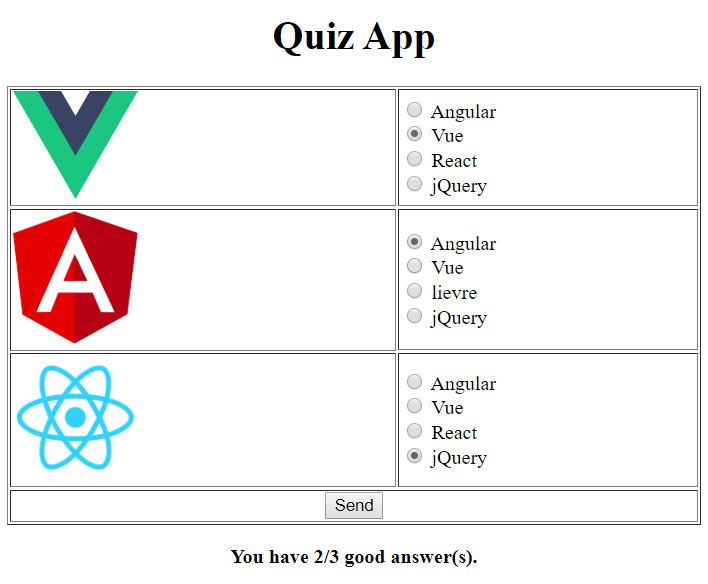 Quiz App
Angular
Vue
React
jQuery
Angular
Vue
lievre
jQuery
Angular
Vue
React
jQuery
Send
You have 2/3 good answer(s).